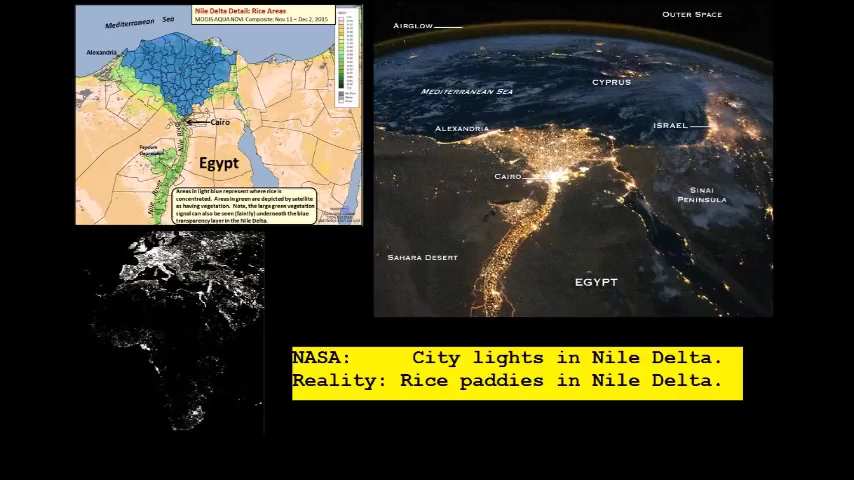 Nile Delta Detail: Rice Areas
MODIS AQUA NDVI Composite: Nov 11 – Dec 2, 2015
Mediterranean Sea
Alexandria
Cairo
Nile River
Fayoum
Depression
Egypt
Areas in light blue represent where rice is
concentrated. Areas in green are depicted by satellite
as having vegetation. Note, the large green vegetation
signal can also be seen (faintly) underneath the blue
transparency layer in the Nile Delta.
AIRGLOW
OUTER SPACE
CYPRUS
MEDITERRANEAN SEA
ALEXANDRIA
ISRAEL
CAIRO
SINAI
PENINSULA
SAHARA DESERT
EGYPT
NASA: City lights in Nile Delta.
Reality: Rice paddies in Nile Delta.